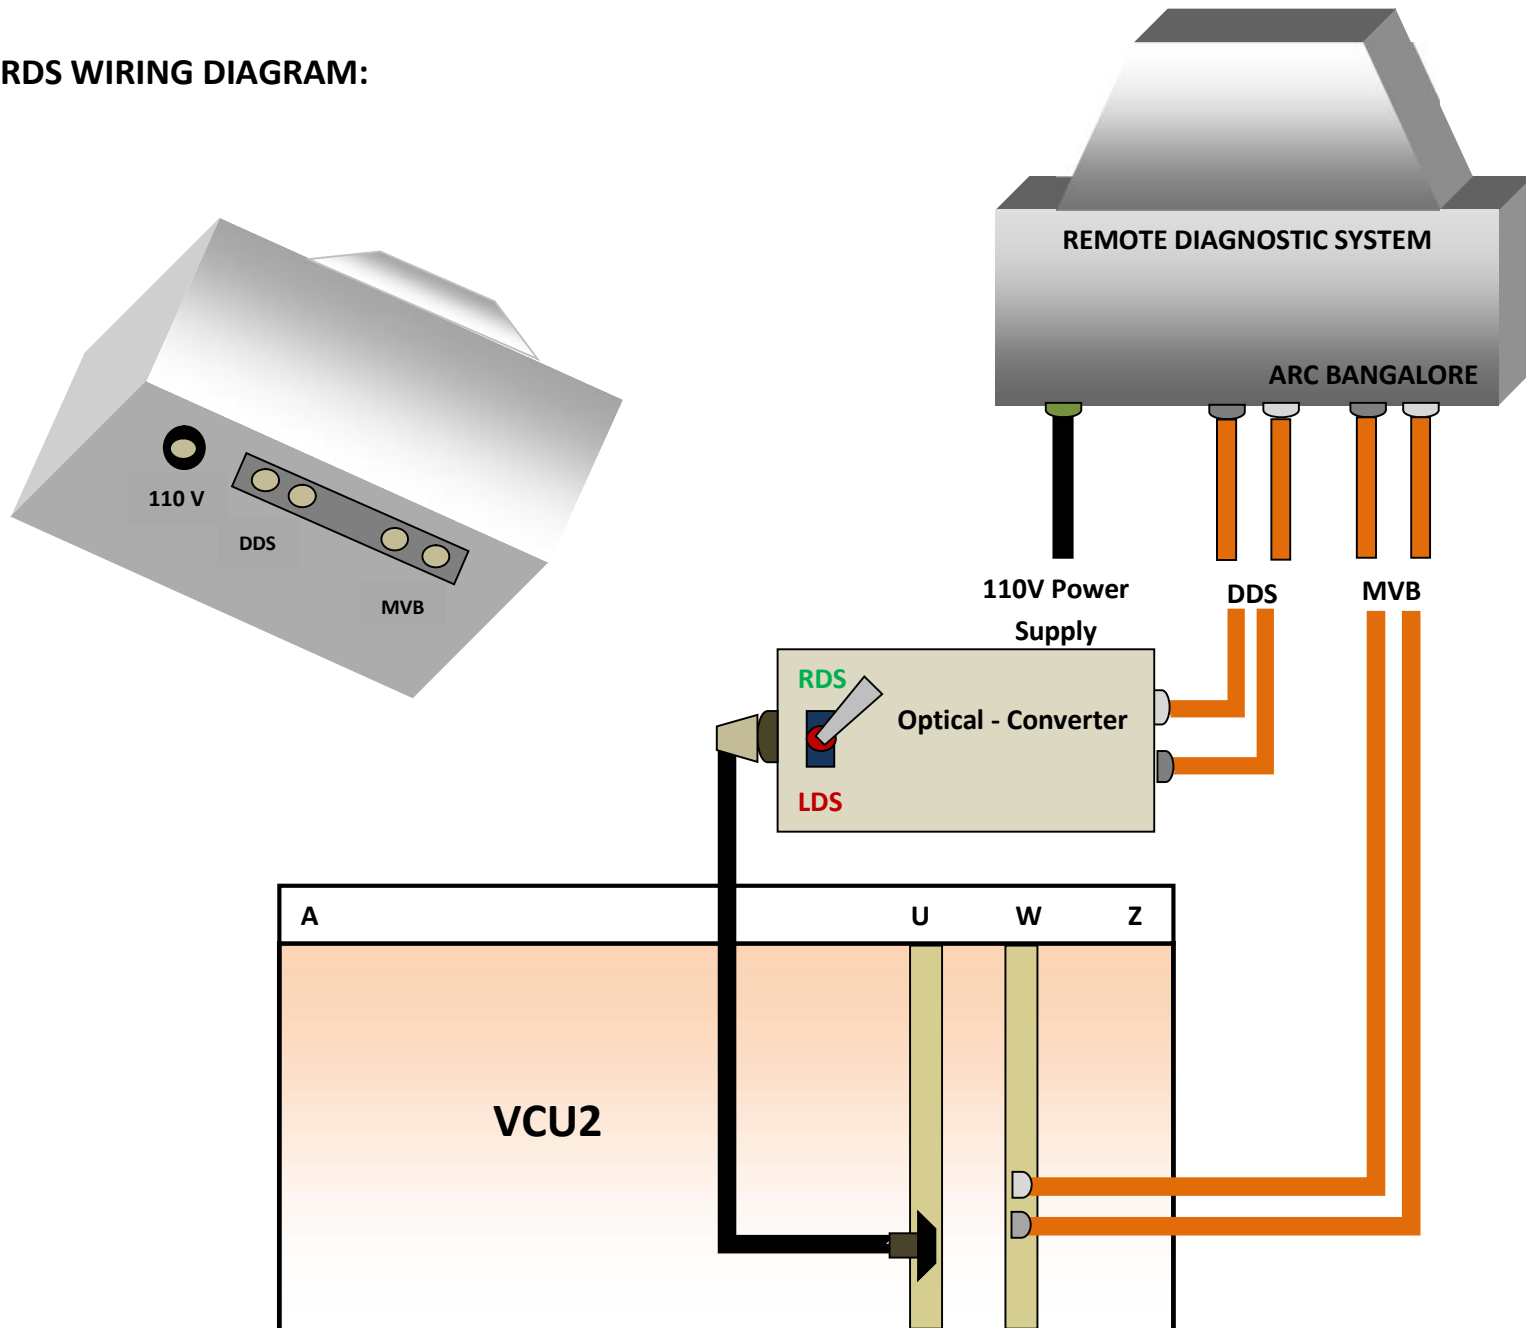 RDS WIRING DIAGRAM:
REMOTE DIAGNOSTIC SYSTEM
ARC BANGALORE
110 V
DDS
MVB
110V Power
Supply
DDS
MVB
RDS
Optical - Converter
LDS
A U W Z
VCU2